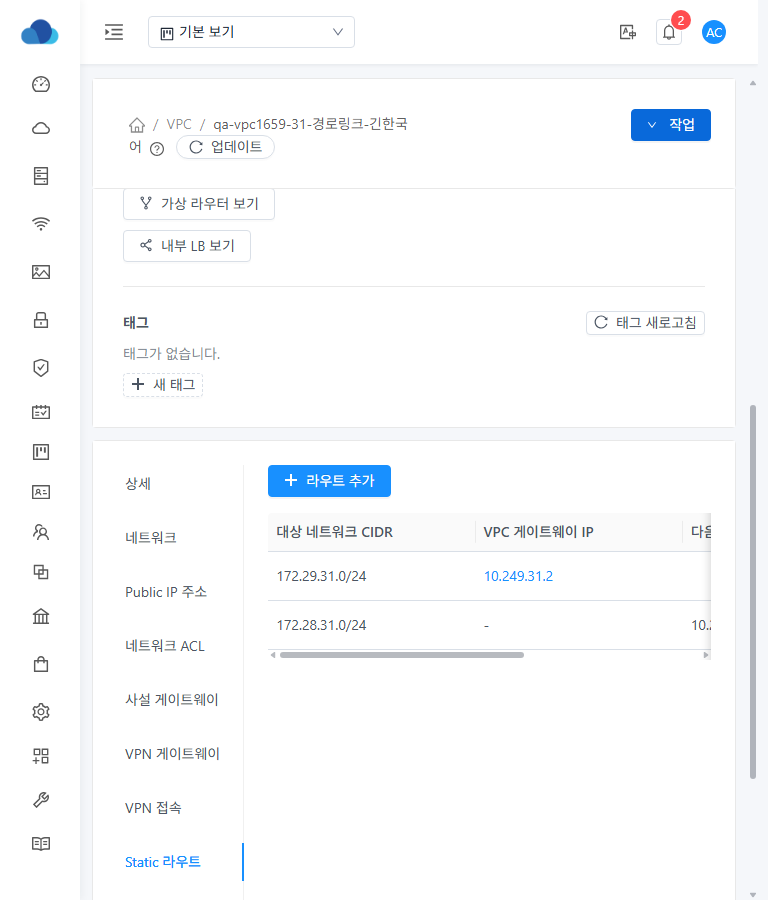 기본 보기
2
AC
/ VPC / qa-vpc1659-31-경로링크-긴한국
어 업데이트
작업
가상 라우터 보기
내부 LB 보기
태그
태그 새로고침
태그가 없습니다.
새 태그
상세
네트워크
Public IP 주소
네트워크 ACL
사설 게이트웨이
VPN 게이트웨이
VPN 접속
Static 라우트
라우트 추가
대상 네트워크 CIDR VPC 게이트웨이 IP 다음
172.29.31.0/24 10.249.31.2
172.28.31.0/24 - 10.2